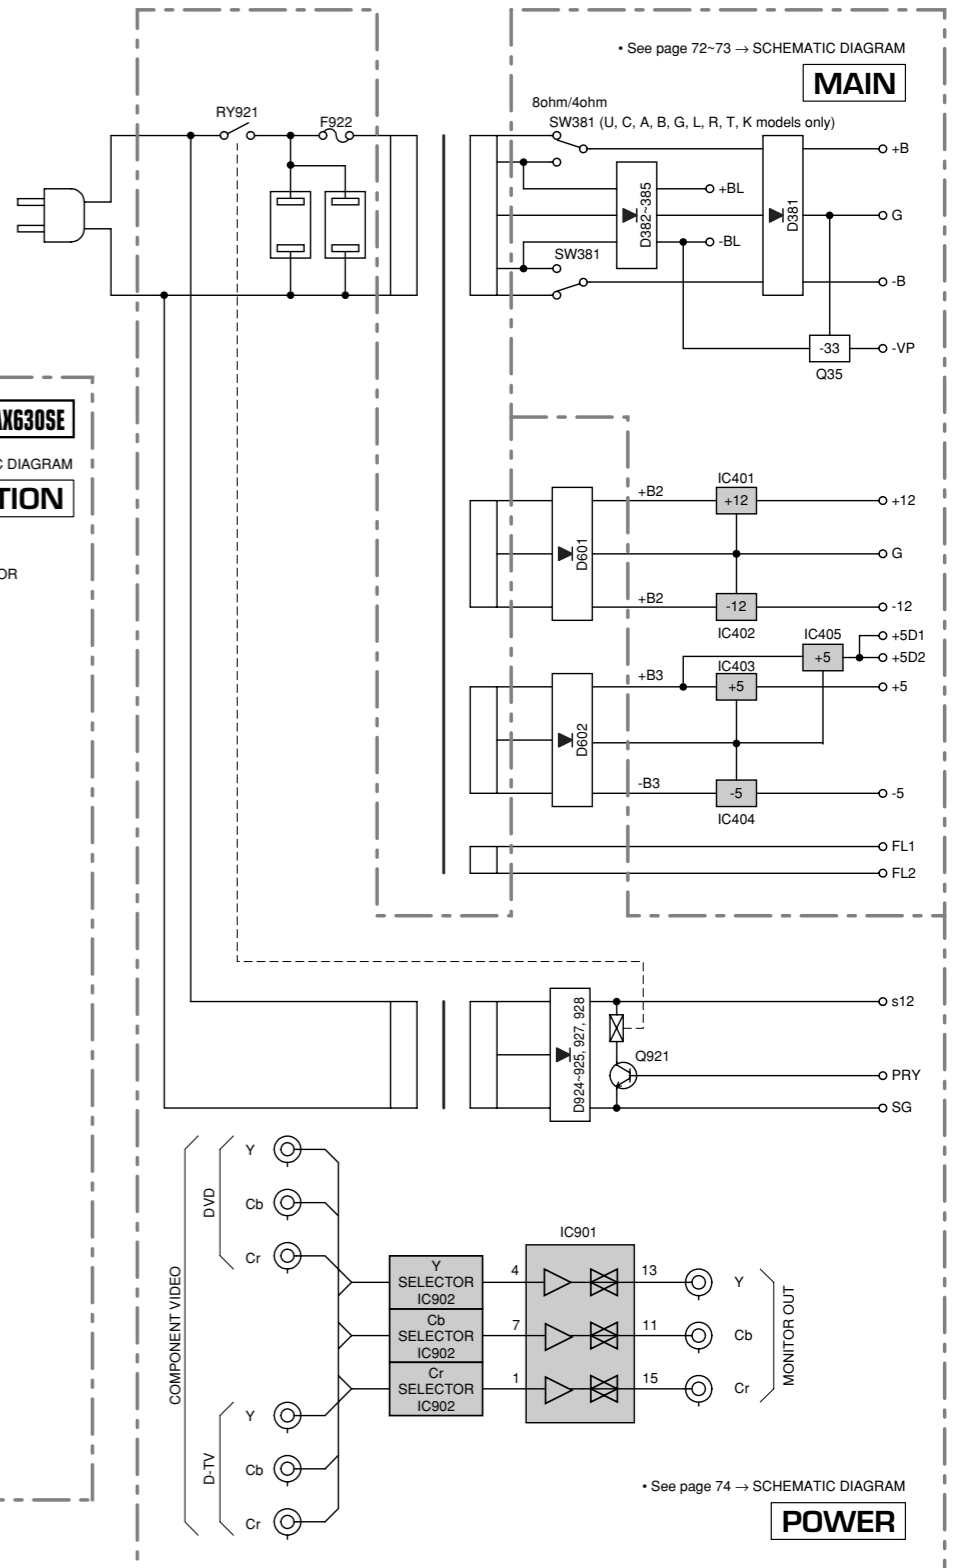 • See page 72~73 → SCHEMATIC DIAGRAM
MAIN
8ohm/4ohm
SW381 (U, C, A, B, G, L, R, T, K models only)
RY921
F922
+B
+BL
D382~385
D381
G
-BL
SW381
-B
-33
-VP
Q35
AX630SE
C DIAGRAM
TION
OR
IC401
+B2
+12
+12
D601
G
+B2
-12
-12
IC402
IC405
+5D1
+5
+5D2
IC403
+B3
+5
+5
D602
-B3
-5
-5
IC404
FL1
FL2
D924~925, 927, 928
s12
Q921
PRY
SG
COMPONENT VIDEO
DVD
Y
Cb
Cr
IC901
Y
SELECTOR
IC902
4
13
Y
Cb
SELECTOR
IC902
7
11
Cb
Cr
SELECTOR
IC902
1
15
Cr
MONITOR OUT
D-TV
Y
Cb
Cr
• See page 74 → SCHEMATIC DIAGRAM
POWER